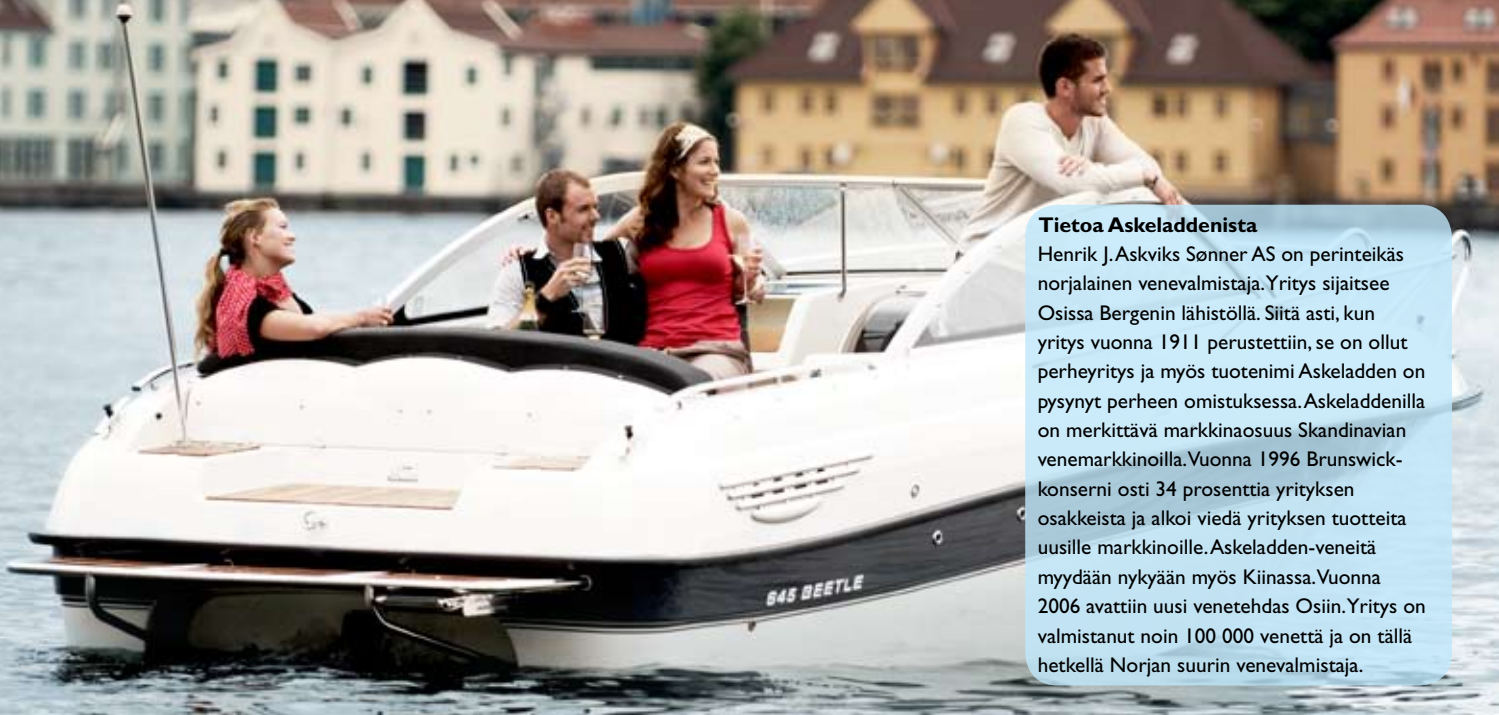 Tietoa Askeladdenista
Henrik J. Askviks Sønner AS on perinteikäs
norjalainen venevalmistaja. Yritys sijaitsee
Osissa Bergenin lähistöllä. Siitä asti, kun
yritys vuonna 1911 perustettiin, se on ollut
perheyritys ja myös tuotenimi Askeladden on
pysynyt perheen omistuksessa. Askeladdenilla
on merkittävä markkinaosuus Skandinavian
venemarkkinoilla. Vuonna 1996 Brunswick-
konserni osti 34 prosenttia yrityksen
osakkeista ja alkoi viedä yrityksen tuotteita
uusille markkinoille. Askeladden-veneitä
myydään nykyään myös Kiinassa. Vuonna
2006 avattiin uusi venetehdas Osiin. Yritys on
valmistanut noin 100 000 venettä ja on tällä
hetkellä Norjan suurin venevalmistaja.
645 BEETLE